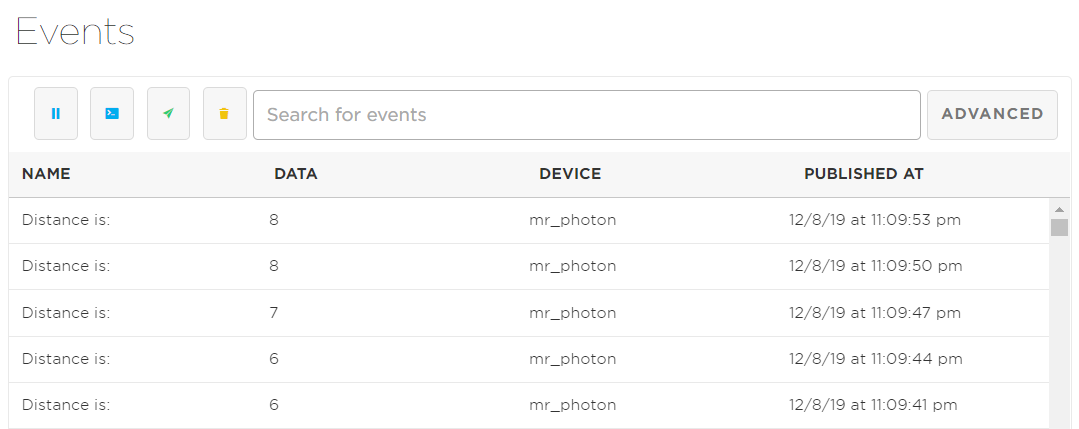 Events
Search for events ADVANCED
NAME DATA DEVICE PUBLISHED AT
Distance is: 8 mr_photon 12/8/19 at 11:09:53 pm
Distance is: 8 mr_photon 12/8/19 at 11:09:50 pm
Distance is: 7 mr_photon 12/8/19 at 11:09:47 pm
Distance is: 6 mr_photon 12/8/19 at 11:09:44 pm
Distance is: 6 mr_photon 12/8/19 at 11:09:41 pm